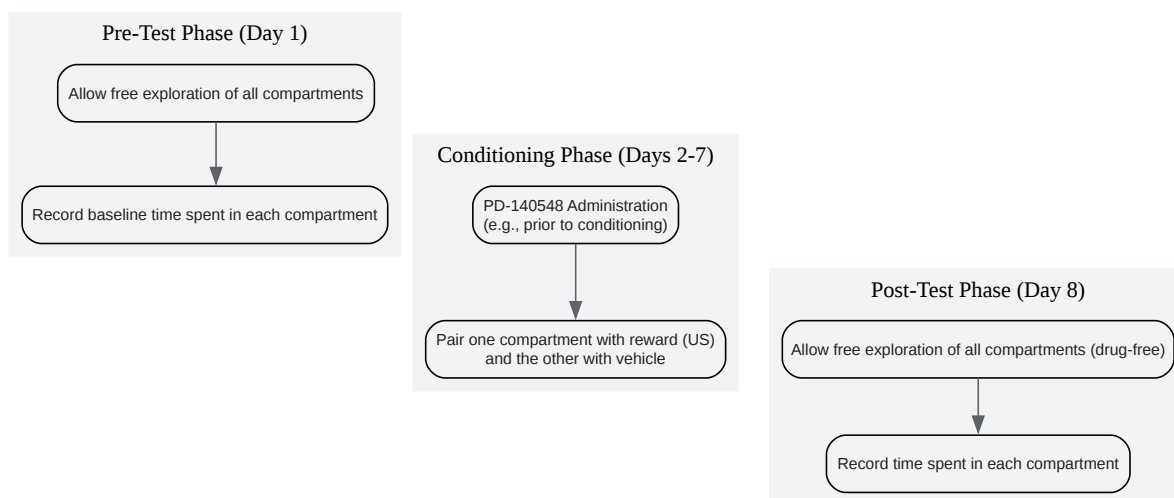 Pre-Test Phase (Day 1)
Allow free exploration of all compartments
Record baseline time spent in each compartment
Conditioning Phase (Days 2-7)
PD-140548 Administration
(e.g., prior to conditioning)
Pair one compartment with reward (US)
and the other with vehicle
Post-Test Phase (Day 8)
Allow free exploration of all compartments (drug-free)
Record time spent in each compartment